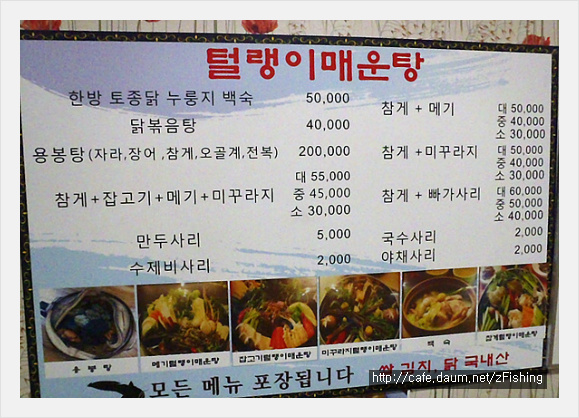 털랭이매운탕
한방 토종닭 누룽지 백숙 50,000
닭볶음탕 40,000
용봉탕(자라,장어,참게,오골계,전복) 200,000
참게+잡고기+메기+미꾸라지 대 55,000
중 45,000
소 30,000
만두사리 5,000
수제비사리 2,000
참게 + 메기 대 50,000
중 40,000
소 30,000
참게 +미꾸라지 대 50,000
중 40,000
소 30,000
참게 + 빠가사리 대 60,000
중 50,000
소 40,000
국수사리 2,000
야채사리 2,000
용봉탕
메기털랭이매운탕
잡고기털랭이매운탕
미꾸라지털랭이매운탕
백숙
참게털랭이매운탕
모든 메뉴 포장됩니다
쌀 김치, 닭 국내산
http://cafe.daum.net/zFishing